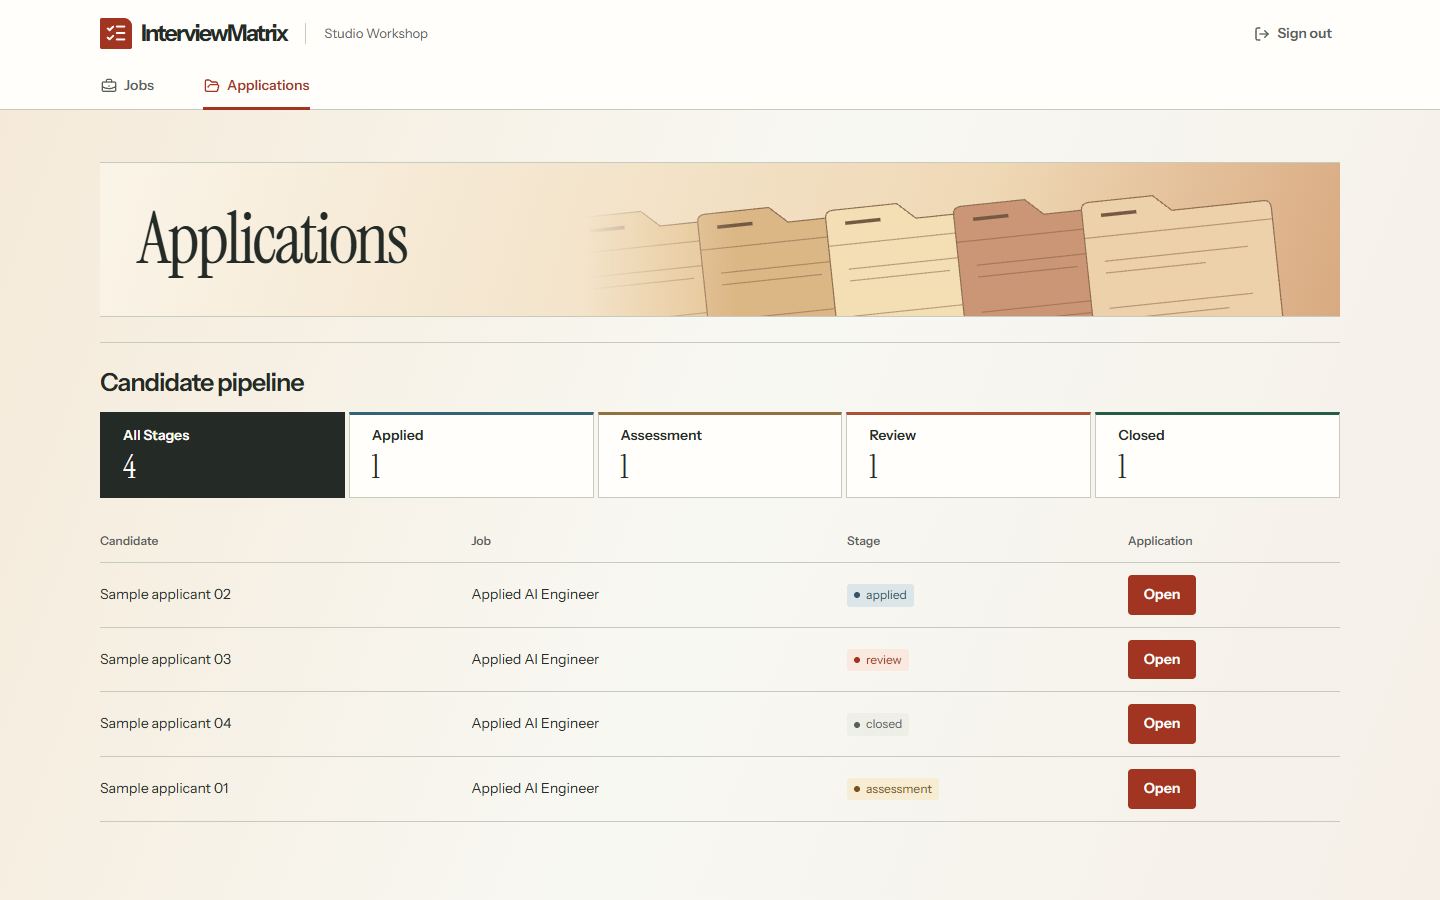 InterviewMatrix
Studio Workshop
Sign out
Jobs
Applications
Applications
Candidate pipeline
All Stages
4
Applied
1
Assessment
1
Review
1
Closed
1
Candidate Job Stage Application
Sample applicant 02 Applied AI Engineer applied Open
Sample applicant 03 Applied AI Engineer review Open
Sample applicant 04 Applied AI Engineer closed Open
Sample applicant 01 Applied AI Engineer assessment Open